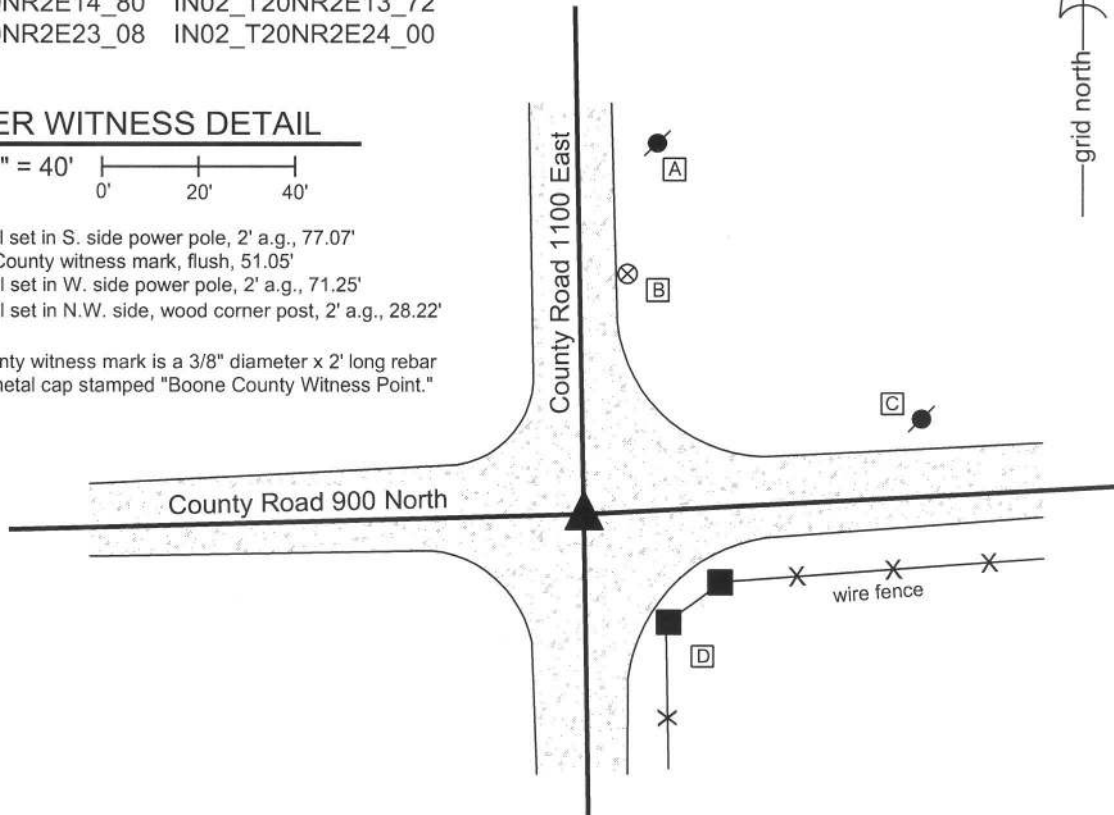 NR2E14_80 IN02_T20NR2E13_72
NR2E23_08 IN02_T20NR2E24_00
ER WITNESS DETAIL
" = 40'
0' 20' 40'
l set in S. side power pole, 2' a.g., 77.07'
County witness mark, flush, 51.05'
l set in W. side power pole, 2' a.g., 71.25'
l set in N.W. side, wood corner post, 2' a.g., 28.22'
nty witness mark is a 3/8" diameter x 2' long rebar
metal cap stamped "Boone County Witness Point."
grid north
County Road 1100 East
A
B
C
County Road 900 North
wire fence
D